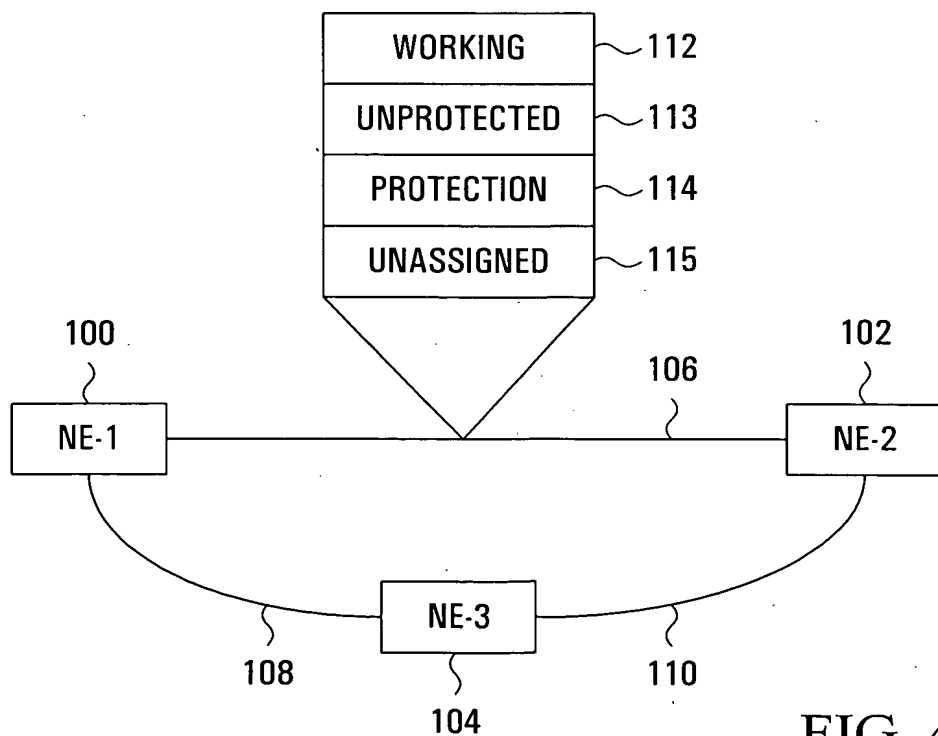 WORKING 112
UNPROTECTED 113
PROTECTION 114
UNASSIGNED 115
100 102
106
NE-1 NE-2
NE-3
108 110
104
FIG.